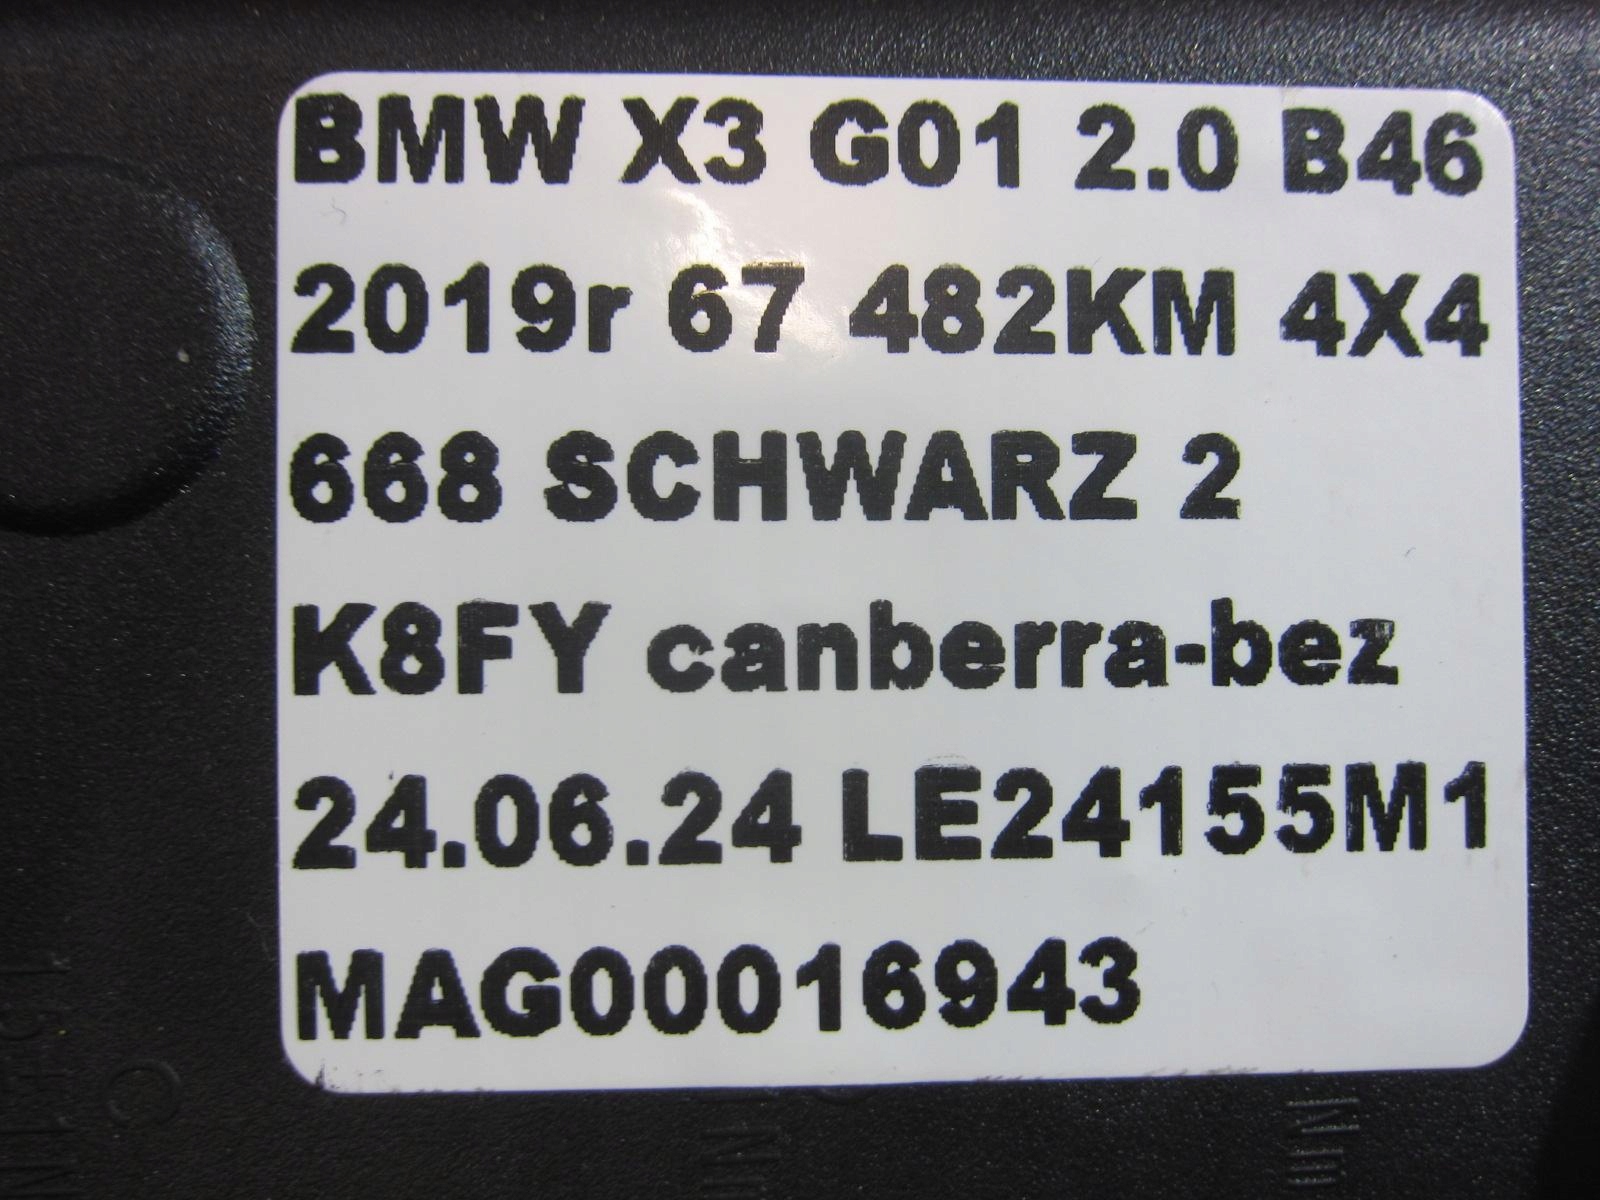 BMW X3 G01 2.0 B46
2019r 67 482KM 4X4
668 SCHWARZ 2
K8FY canberra-bez
24.06.24 LE24155M1
MAG00016943